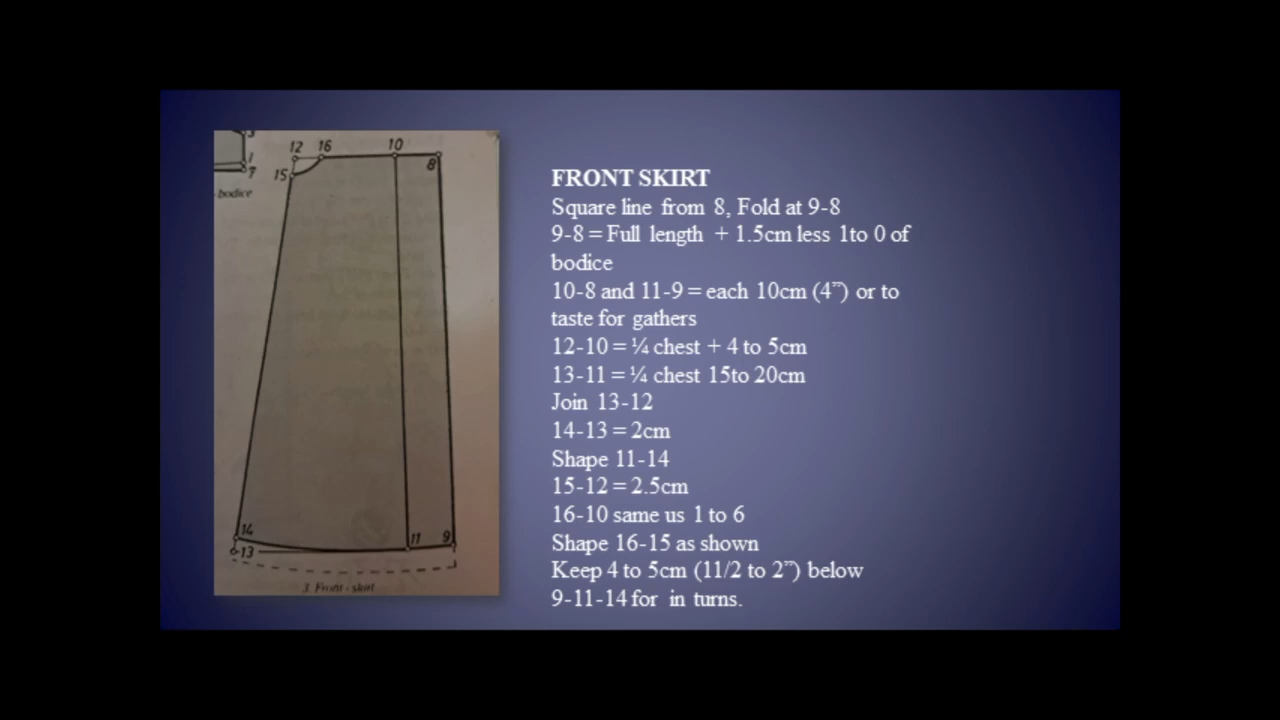 3
1
7
- bodice
12 16 10
8
15
14
13
11 9
3. Front - skirt
FRONT SKIRT
Square line from 8, Fold at 9-8
9-8 = Full length + 1.5cm less 1to 0 of
bodice
10-8 and 11-9 = each 10cm (4”) or to
taste for gathers
12-10 = ¼ chest + 4 to 5cm
13-11 = ¼ chest 15to 20cm
Join 13-12
14-13 = 2cm
Shape 11-14
15-12 = 2.5cm
16-10 same us 1 to 6
Shape 16-15 as shown
Keep 4 to 5cm (11/2 to 2”) below
9-11-14 for in turns.